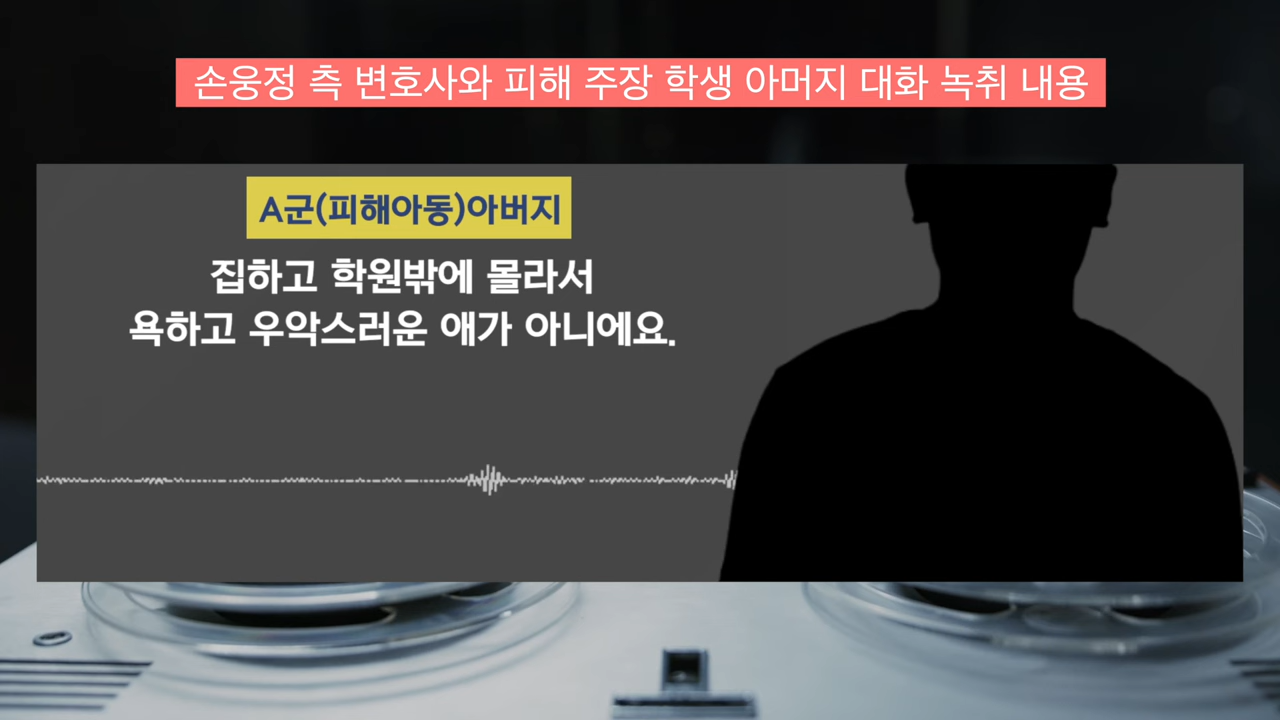 손웅정 측 변호사와 피해 주장 학생 아머지 대화 녹취 내용
A군(피해아동)아버지
집하고 학원밖에 몰라서
욕하고 우악스러운 애가 아니에요.